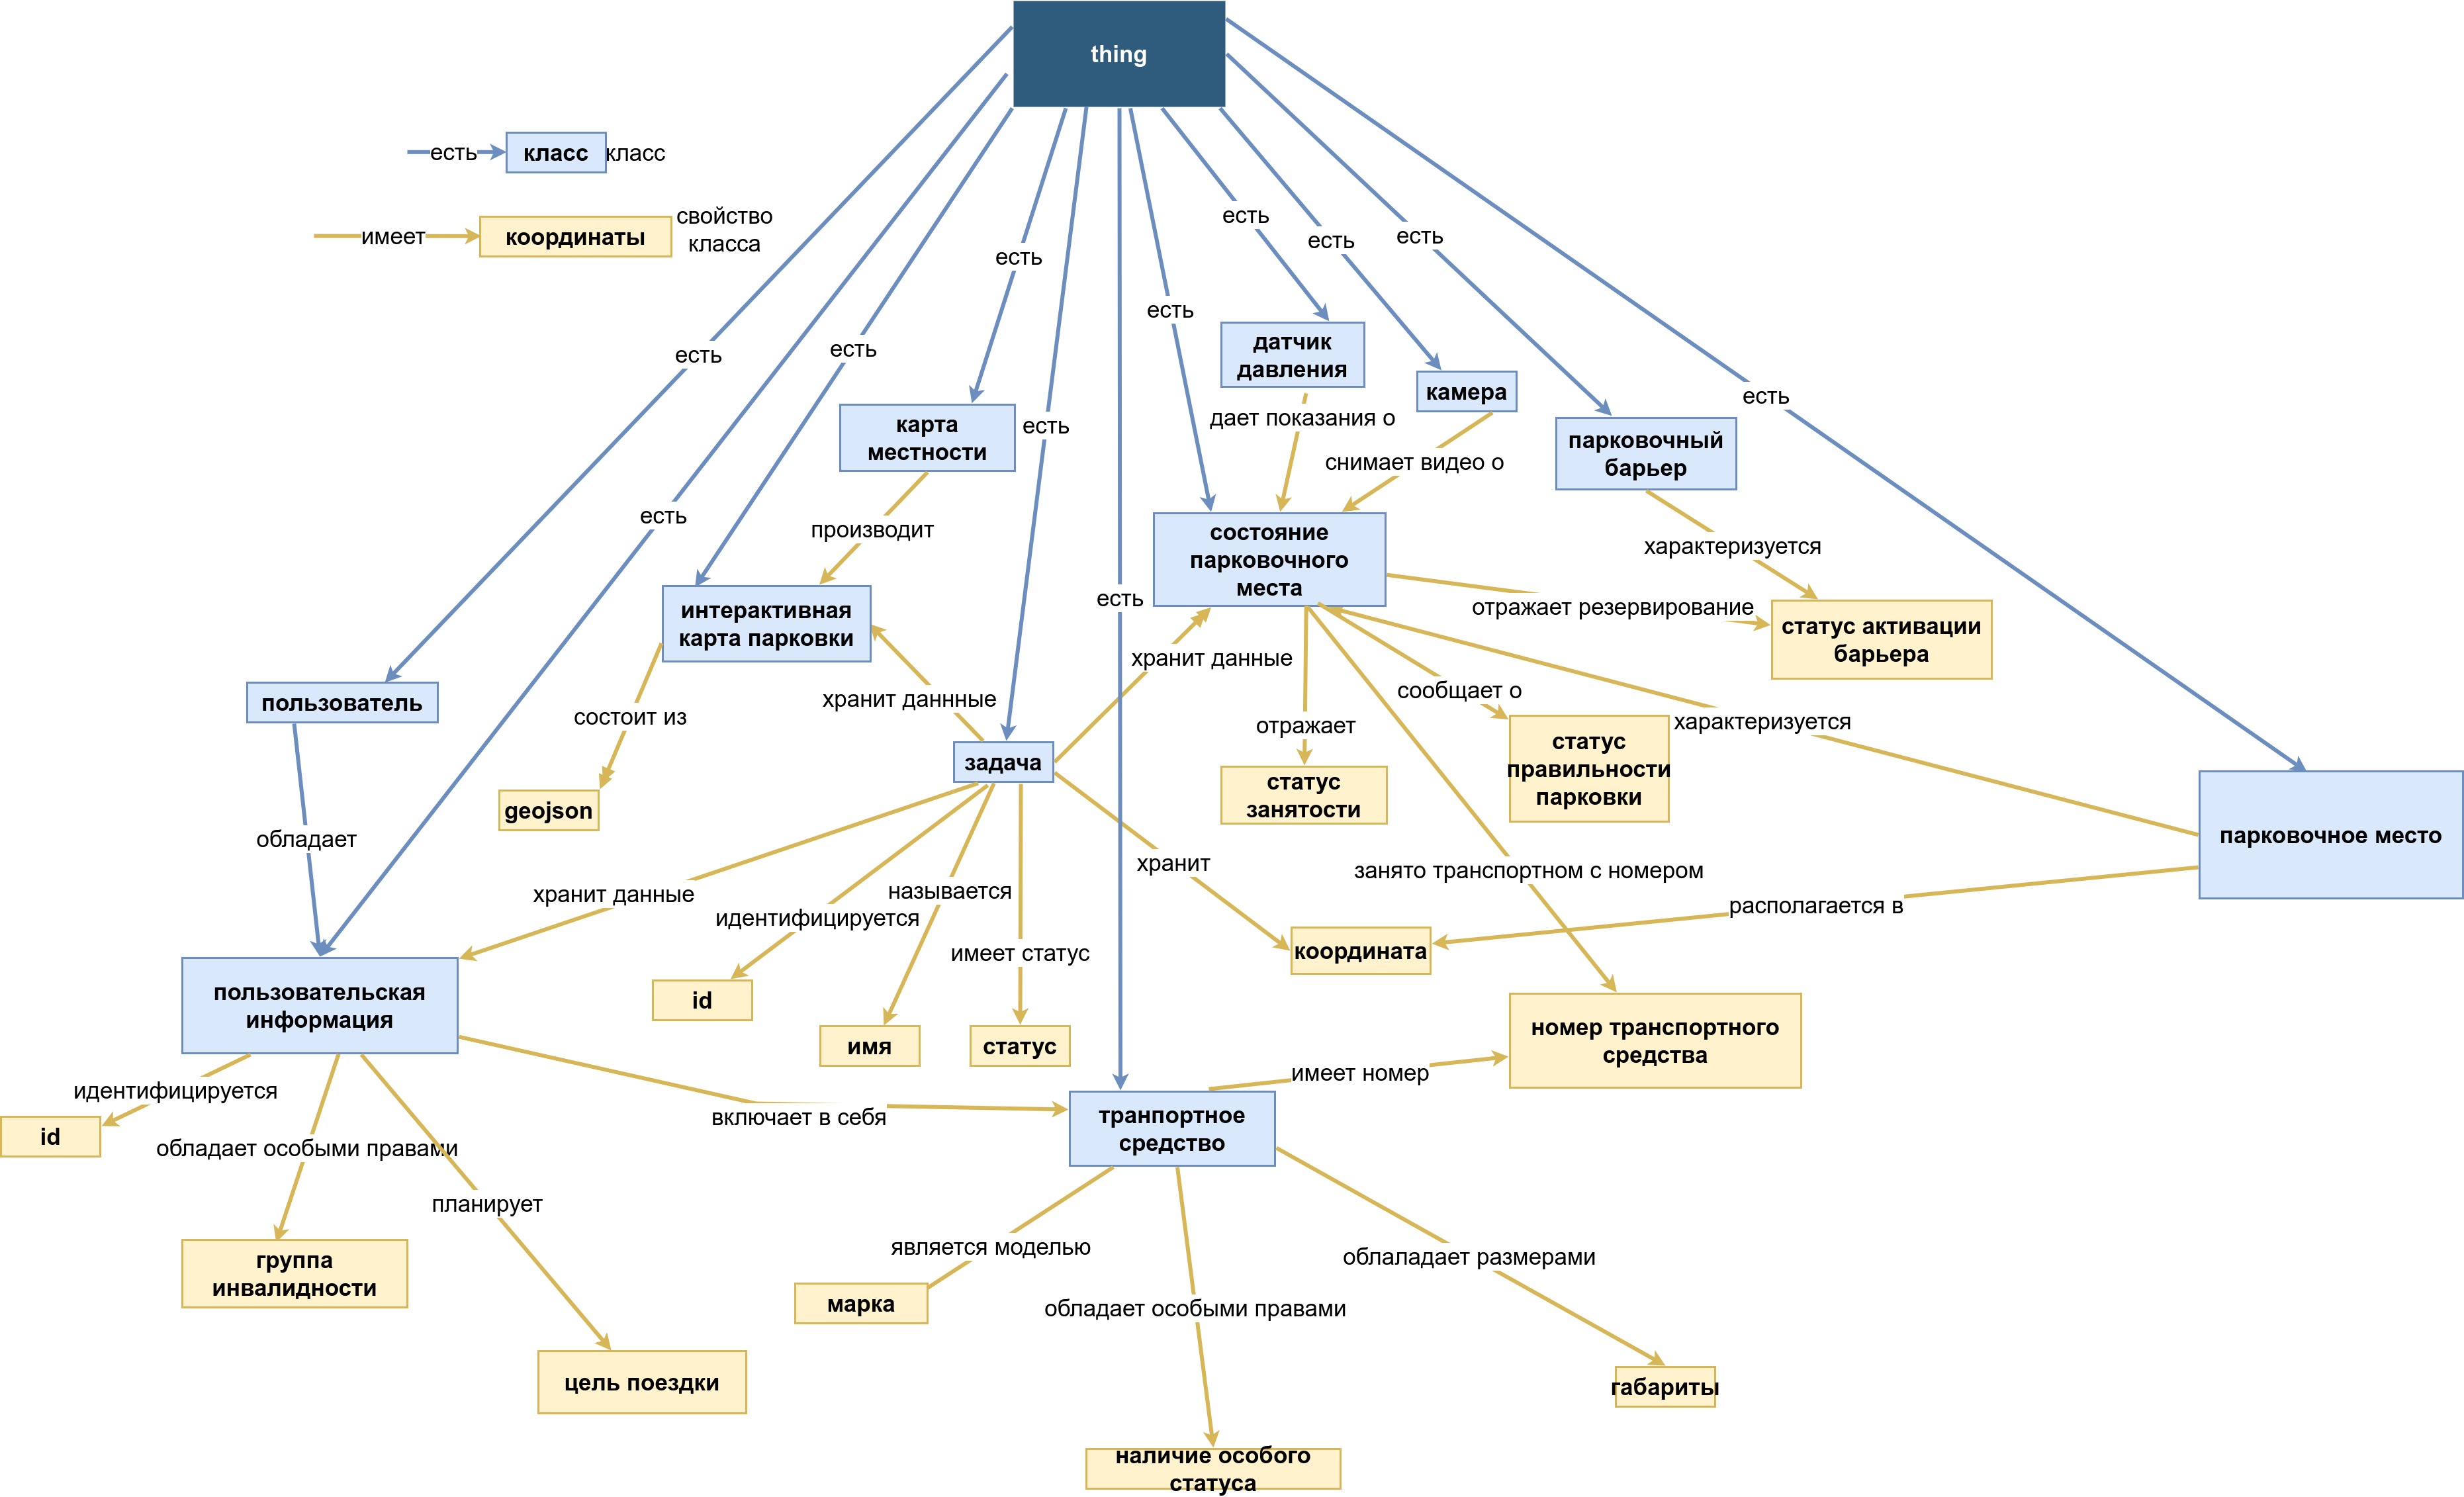 thing
есть
класс
класс
имеет
координаты
свойство
класса
есть
есть
есть
есть
есть
есть
есть
есть
есть
есть
есть
датчик
давления
камера
дает показания о
карта
местности
парковочный
барьер
снимает видео о
производит
состояние
парковочного
места
характеризуется
есть
интерактивная
карта парковки
отражает резервирование
статус активации
барьера
хранит данные
пользователь
состоит из
хранит даннные
сообщает о
отражает
характеризуется
задача
статус
правильности
парковки
geojson
статус
занятости
парковочное место
обладает
хранит данные
идентифицируется
называется
хранит
занято транспортном с номером
располагается в
имеет статус
координата
пользовательская
информация
id
имя
статус
номер транспортного
средства
идентифицируется
имеет номер
включает в себя
транпортное
средство
id
обладает особыми правами
планирует
является моделью
обладает особыми правами
облаладает размерами
группа
инвалидности
марка
цель поездки
габариты
наличие особого
статуса